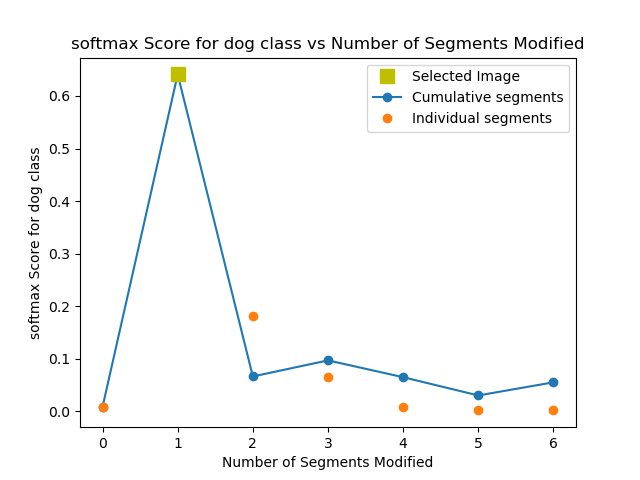 softmax Score for dog class vs Number of Segments Modified
Selected Image
Cumulative segments
Individual segments
softmax Score for dog class
0.6
0.5
0.4
0.3
0.2
0.1
0.0
0 1 2 3 4 5 6
Number of Segments Modified